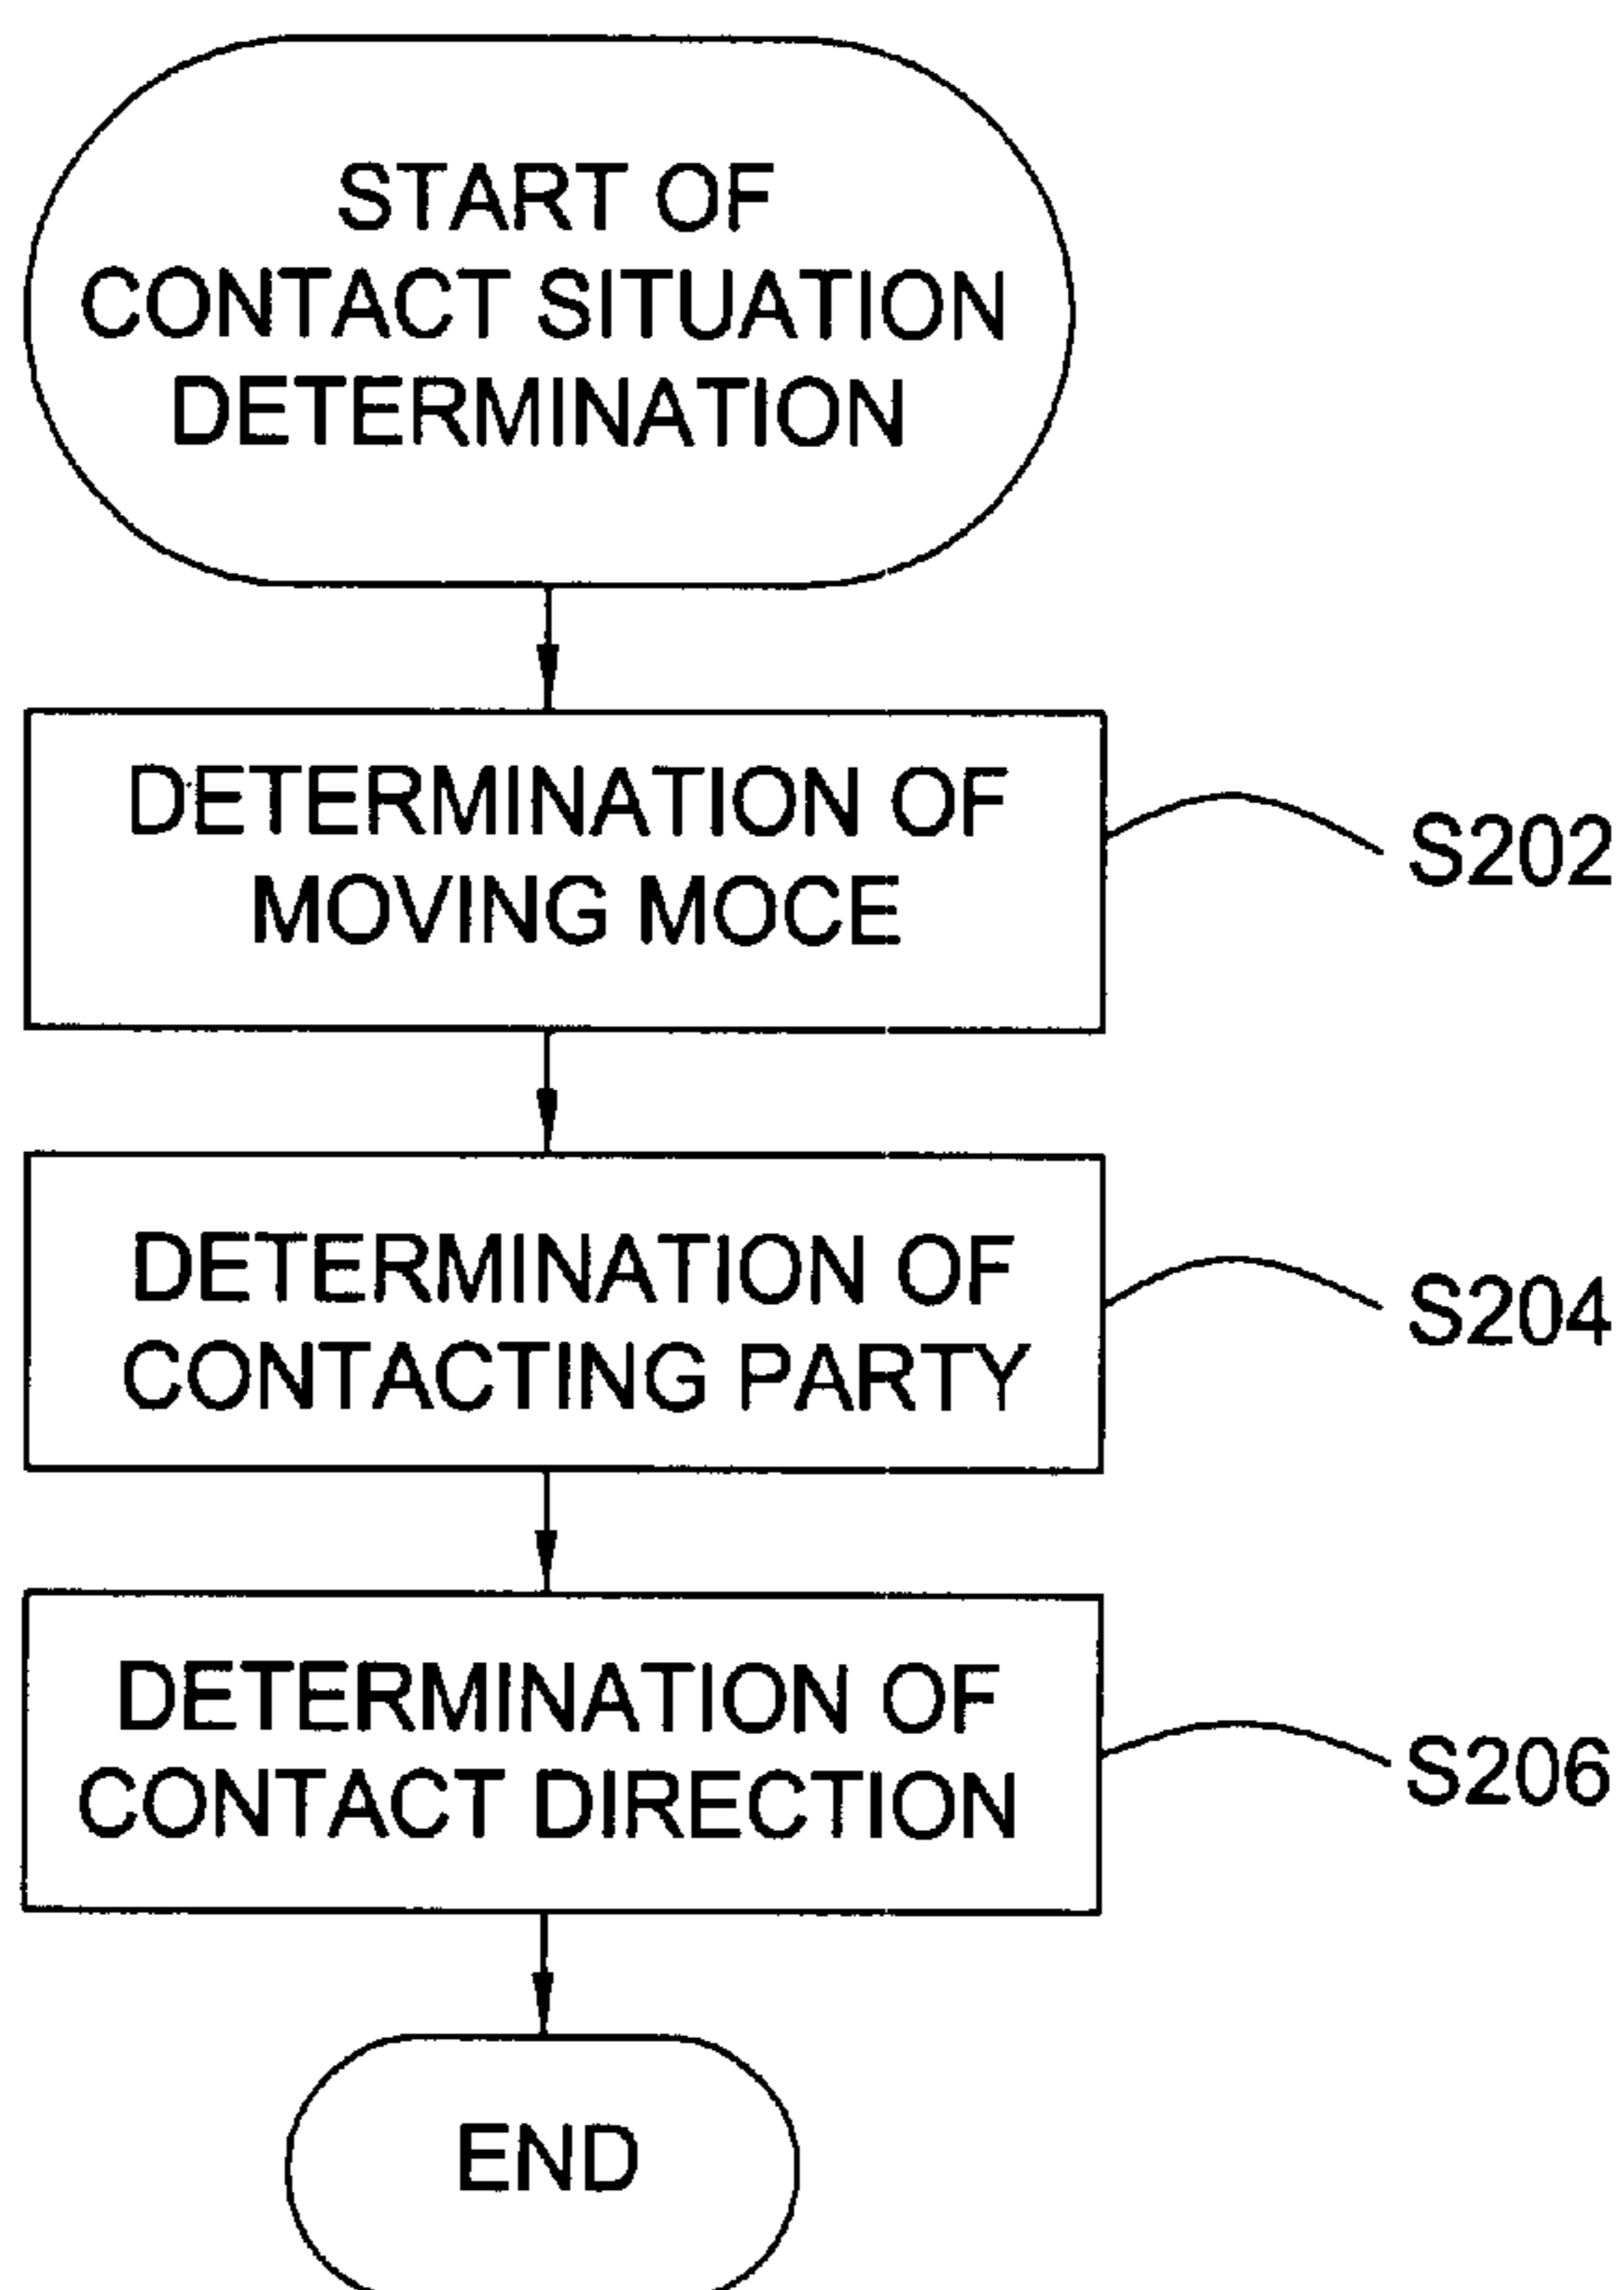 START OF
CONTACT SITUATION
DETERMINATION
DETERMINATION OF
MOVING MOCE
S202
DETERMINATION OF
CONTACTING PARTY
S204
DETERMINATION OF
CONTACT DIRECTION
S206
END